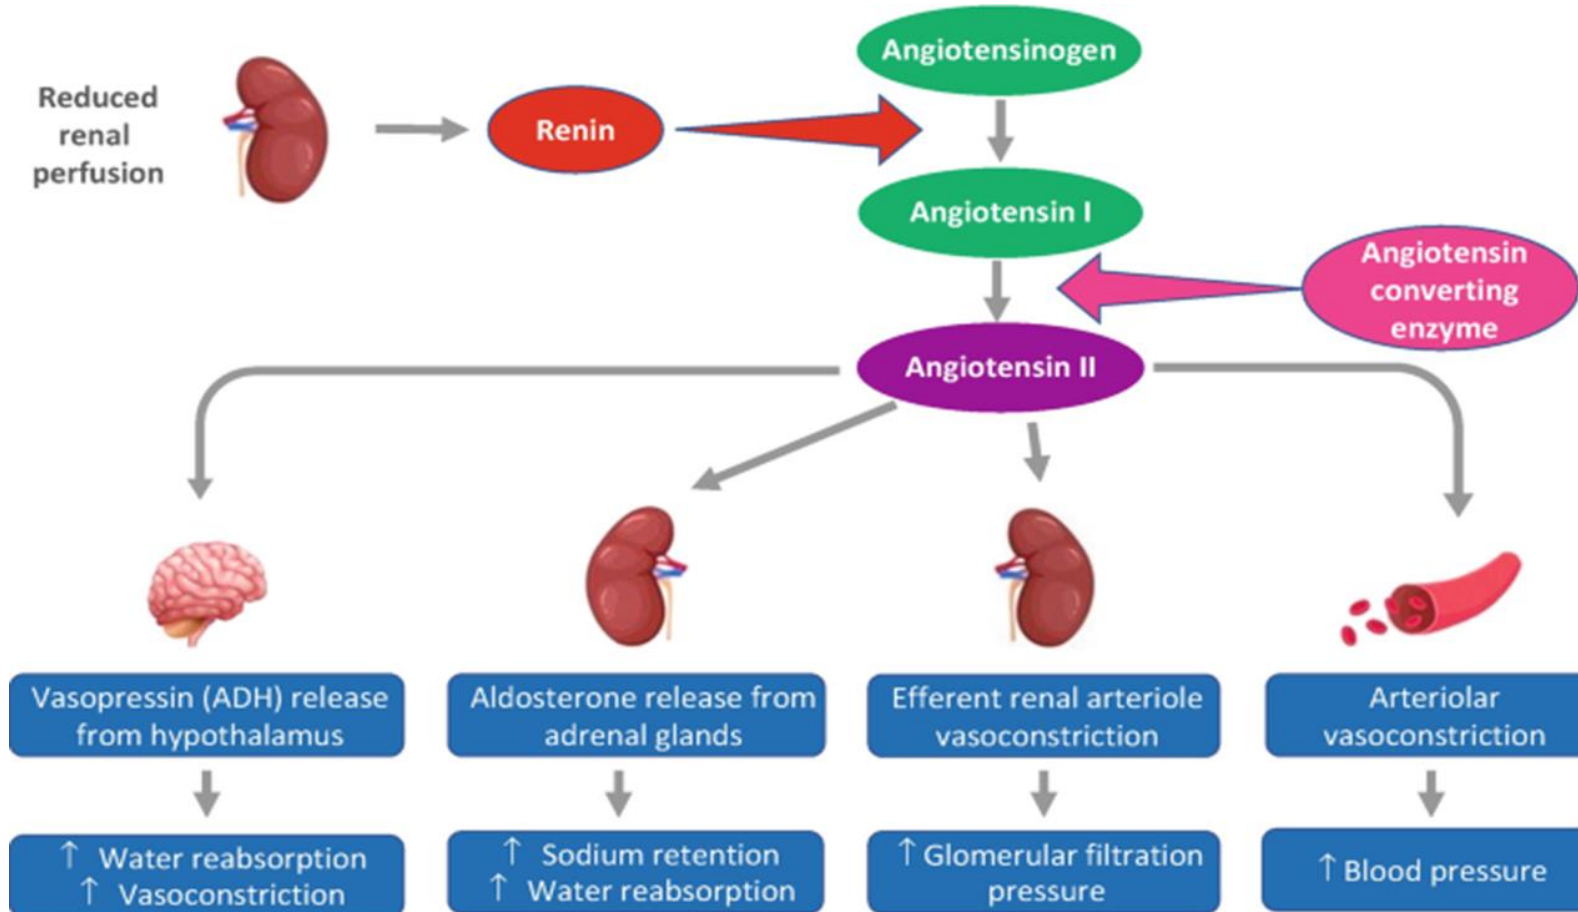 Reduced
renal
perfusion
Renin
Angiotensinogen
Angiotensin I
Angiotensin
converting
enzyme
Angiotensin II
Vasopressin (ADH) release
from hypothalamus
Aldosterone release from
adrenal glands
Efferent renal arteriole
vasoconstriction
Arteriolar
vasoconstriction
↑ Water reabsorption
↑ Vasoconstriction
↑ Sodium retention
↑ Water reabsorption
↑ Glomerular filtration
pressure
↑ Blood pressure